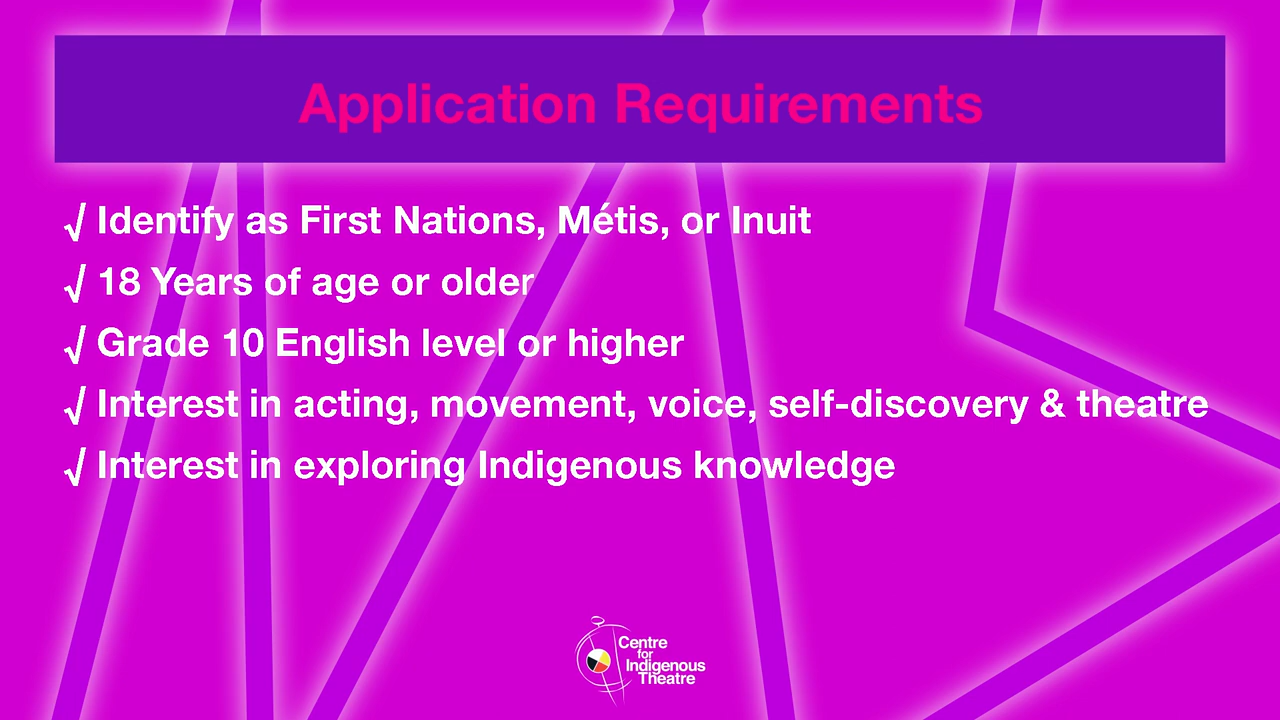 Application Requirements
√ Identify as First Nations, Métis, or Inuit
√ 18 Years of age or older
√ Grade 10 English level or higher
√ Interest in acting, movement, voice, self-discovery & theatre
√ Interest in exploring Indigenous knowledge
Centre
for
Indigenous
Theatre